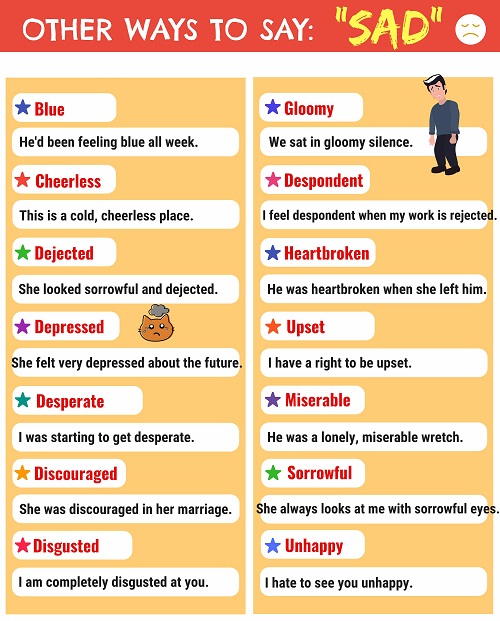 OTHER WAYS TO SAY: "SAD"
Blue
He'd been feeling blue all week.
Cheerless
This is a cold, cheerless place.
Dejected
She looked sorrowful and dejected.
Depressed
She felt very depressed about the future.
Desperate
I was starting to get desperate.
Discouraged
She was discouraged in her marriage.
Disgusted
I am completely disgusted at you.
Gloomy
We sat in gloomy silence.
Despondent
I feel despondent when my work is rejected.
Heartbroken
He was heartbroken when she left him.
Upset
I have a right to be upset.
Miserable
He was a lonely, miserable wretch.
Sorrowful
She always looks at me with sorrowful eyes.
Unhappy
I hate to see you unhappy.